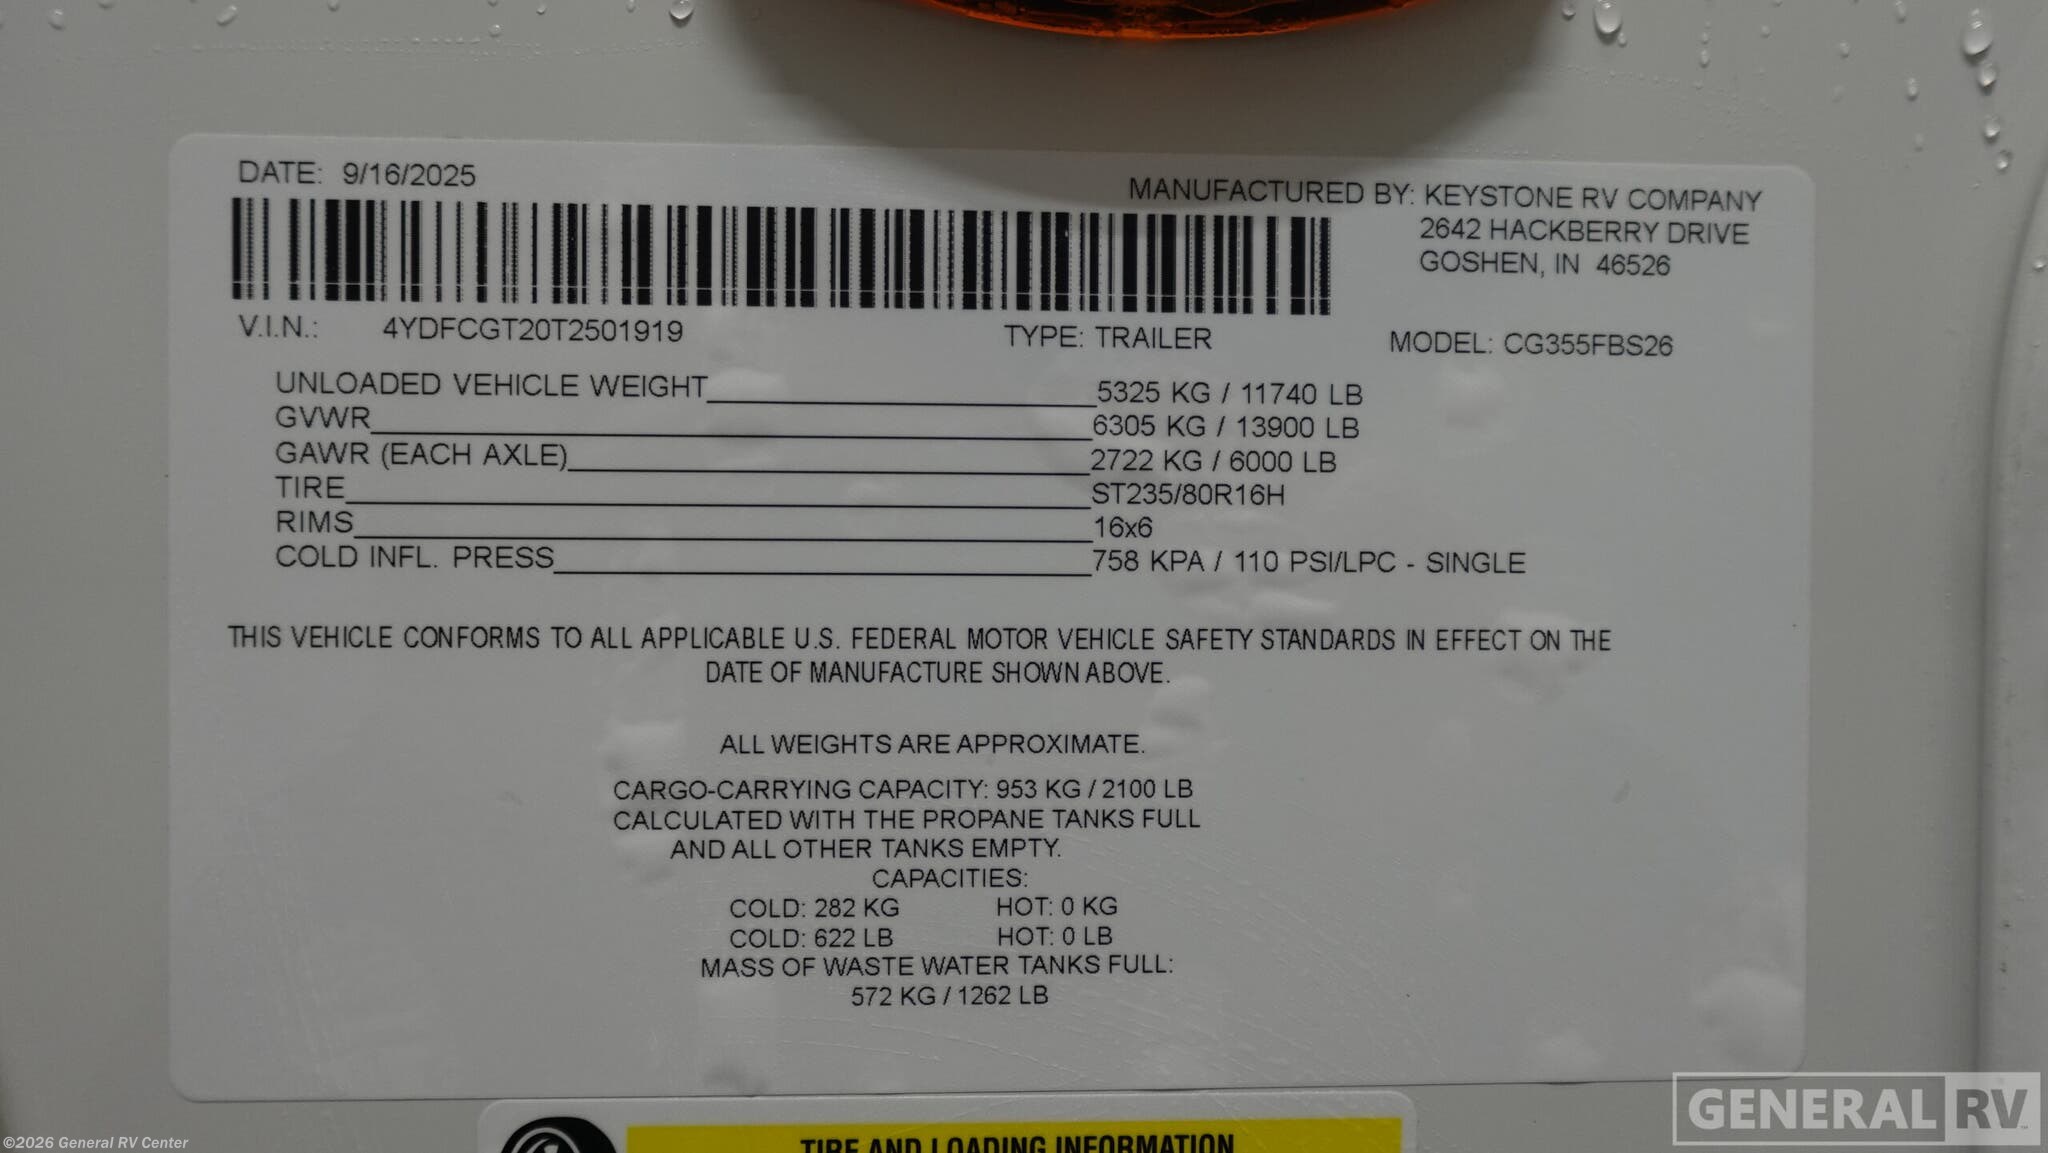 DATE: 9/16/2025
MANUFACTURED BY: KEYSTONE RV COMPANY
2642 HACKBERRY DRIVE
GOSHEN, IN 46526
V.I.N.: 4YDFCGT20T2501919 TYPE: TRAILER MODEL: CG355FBS26
UNLOADED VEHICLE WEIGHT 5325 KG / 11740 LB
GVWR 6305 KG / 13900 LB
GAWR (EACH AXLE) 2722 KG / 6000 LB
TIRE ST235/80R16H
RIMS 16x6
COLD INFL. PRESS 758 KPA / 110 PSI/LPC - SINGLE
THIS VEHICLE CONFORMS TO ALL APPLICABLE U.S. FEDERAL MOTOR VEHICLE SAFETY STANDARDS IN EFFECT ON THE
DATE OF MANUFACTURE SHOWN ABOVE.
ALL WEIGHTS ARE APPROXIMATE.
CARGO-CARRYING CAPACITY: 953 KG / 2100 LB
CALCULATED WITH THE PROPANE TANKS FULL
AND ALL OTHER TANKS EMPTY.
CAPACITIES:
COLD: 282 KG HOT: 0 KG
COLD: 622 LB HOT: 0 LB
MASS OF WASTE WATER TANKS FULL:
572 KG / 1262 LB
TIRE AND LOADING INFORMATION
GENERAL RV
©2026 General RV Center